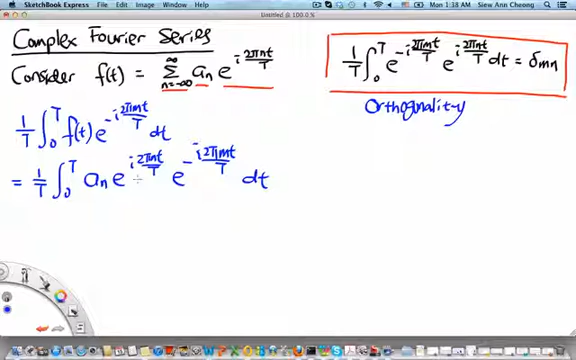 SketchBook Express File Edit Image Window Help
Mon 1:38 AM Siew Ann Cheong
Untitled @ 100.0 %
Complex Fourier Series
Consider f(t) = ∑_{n=-∞}^{∞} a_n e^{i 2πnt/T}
1/T ∫_0^T e^{-i 2πmt/T} e^{i 2πnt/T} dt = δ_{mn}
Orthogonality
1/T ∫_0^T f(t) e^{-i 2πmt/T} dt
= 1/T ∫_0^T a_n e^{i 2πnt/T} e^{-i 2πmt/T} dt